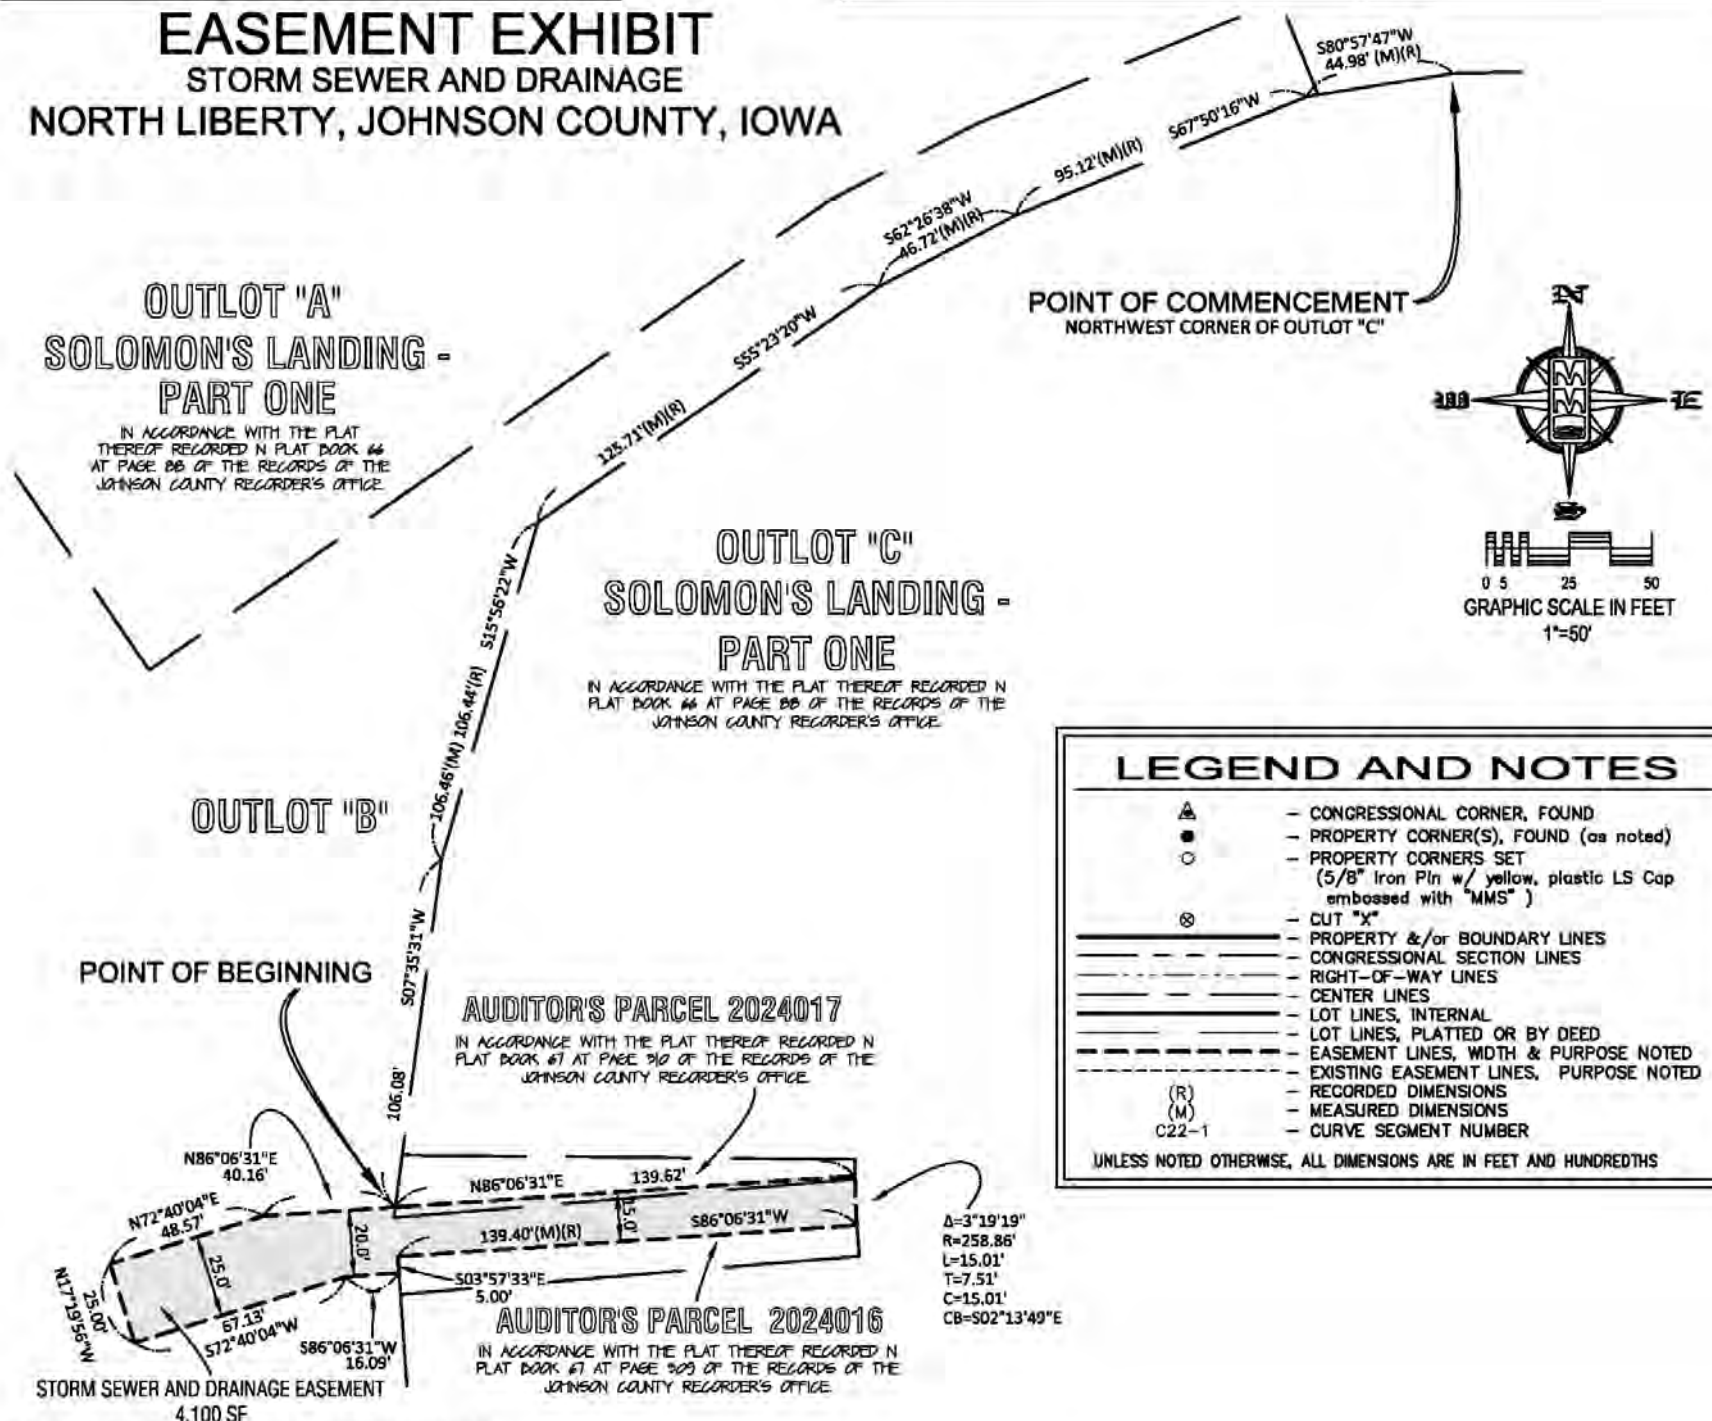 EASEMENT EXHIBIT
STORM SEWER AND DRAINAGE
NORTH LIBERTY, JOHNSON COUNTY, IOWA
S80°57'47"W
44.98' (M)(R)
S67°50'16"W
95.12'(M)(R)
S62°26'38"W
46.72'(M)(R)
S55°23'20"W
125.71'(M)(R)
POINT OF COMMENCEMENT
NORTHWEST CORNER OF OUTLOT "C"
OUTLOT "A"
SOLOMON'S LANDING -
PART ONE
IN ACCORDANCE WITH THE PLAT
THEREOF RECORDED N PLAT BOOK 66
AT PAGE 88 OF THE RECORDS OF THE
JOHNSON COUNTY RECORDER'S OFFICE
N
E
0 5 25 50
GRAPHIC SCALE IN FEET
1"=50'
OUTLOT "C"
SOLOMON'S LANDING -
PART ONE
IN ACCORDANCE WITH THE PLAT THEREOF RECORDED N
PLAT BOOK 66 AT PAGE 88 OF THE RECORDS OF THE
JOHNSON COUNTY RECORDER'S OFFICE
S15°56'22"W
106.46'(M) 106.44'(R)
OUTLOT "B"
S07°35'31"W
106.08'
POINT OF BEGINNING
LEGEND AND NOTES
– CONGRESSIONAL CORNER, FOUND
– PROPERTY CORNER(S), FOUND (as noted)
– PROPERTY CORNERS SET
(5/8" Iron Pin w/ yellow, plastic LS Cap
embossed with "MMS" )
– CUT "X"
– PROPERTY &/or BOUNDARY LINES
– CONGRESSIONAL SECTION LINES
– RIGHT-OF-WAY LINES
– CENTER LINES
– LOT LINES, INTERNAL
– LOT LINES, PLATTED OR BY DEED
– EASEMENT LINES, WIDTH & PURPOSE NOTED
– EXISTING EASEMENT LINES, PURPOSE NOTED
(R) – RECORDED DIMENSIONS
(M) – MEASURED DIMENSIONS
C22-1 – CURVE SEGMENT NUMBER
UNLESS NOTED OTHERWISE, ALL DIMENSIONS ARE IN FEET AND HUNDREDTHS
AUDITOR'S PARCEL 2024017
IN ACCORDANCE WITH THE PLAT THEREOF RECORDED N
PLAT BOOK 67 AT PAGE 310 OF THE RECORDS OF THE
JOHNSON COUNTY RECORDER'S OFFICE
N86°06'31"E
40.16'
N72°40'04"E
48.57'
N86°06'31"E 139.62'
139.40'(M)(R)
15.0'
S86°06'31"W
20.0'
25.0'
N17°19'56"W
25.00'
67.13'
S72°40'04"W
S86°06'31"W
16.09'
S03°57'33"E
5.00'
Δ=3°19'19"
R=258.86'
L=15.01'
T=7.51'
C=15.01'
CB=S02°13'49"E
AUDITOR'S PARCEL 2024016
IN ACCORDANCE WITH THE PLAT THEREOF RECORDED N
PLAT BOOK 67 AT PAGE 309 OF THE RECORDS OF THE
JOHNSON COUNTY RECORDER'S OFFICE
STORM SEWER AND DRAINAGE EASEMENT
4,100 SF